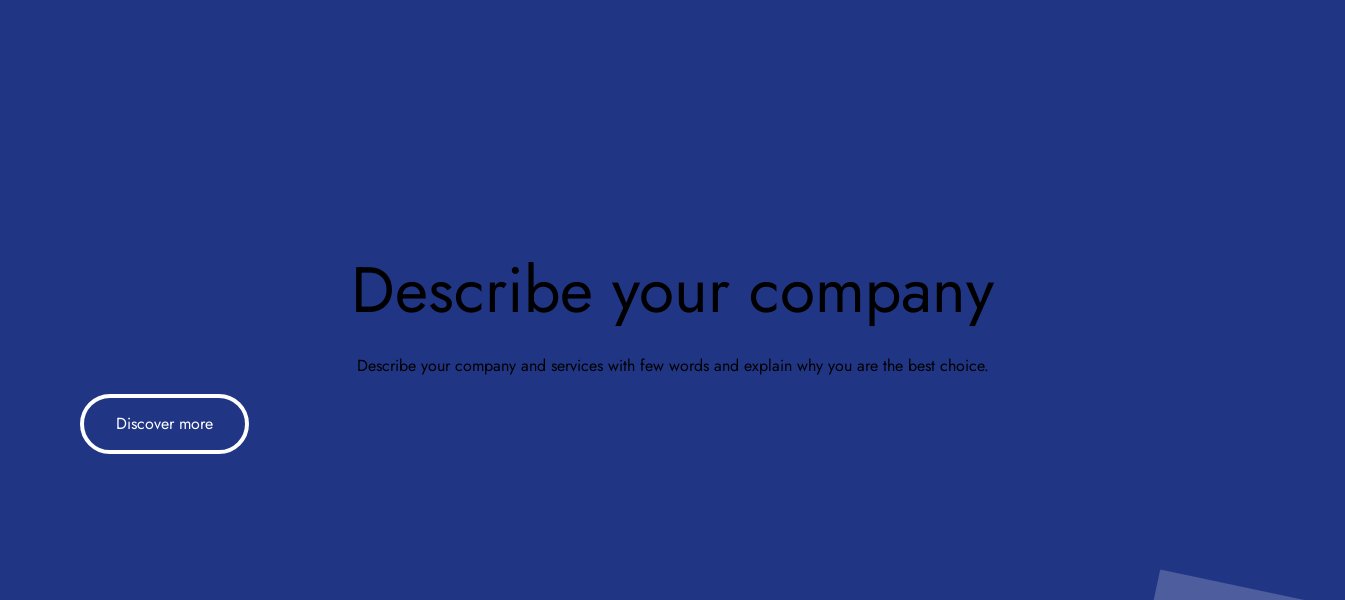 Describe your company
Describe your company and services with few words and explain why you are the best choice.
Discover more